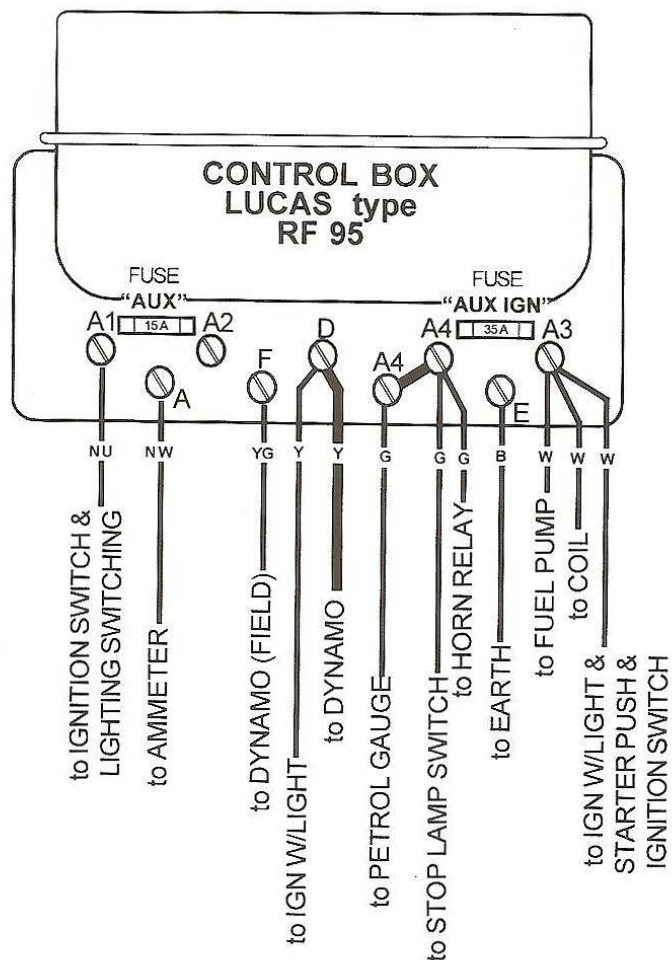 CONTROL BOX
LUCAS type
RF 95
FUSE
"AUX"
FUSE
"AUX IGN"
A1
15 A
A2
D
A4
35 A
A3
A
F
A4
E
NU
NW
YG
Y
Y
G
G
G
B
W
W
W
to IGNITION SWITCH &
LIGHTING SWITCHING
to AMMETER
to DYNAMO (FIELD)
to IGN W/LIGHT
to DYNAMO
to PETROL GAUGE
to STOP LAMP SWITCH
to HORN RELAY
to EARTH
to FUEL PUMP
to COIL
to IGN W/LIGHT &
STARTER PUSH &
IGNITION SWITCH